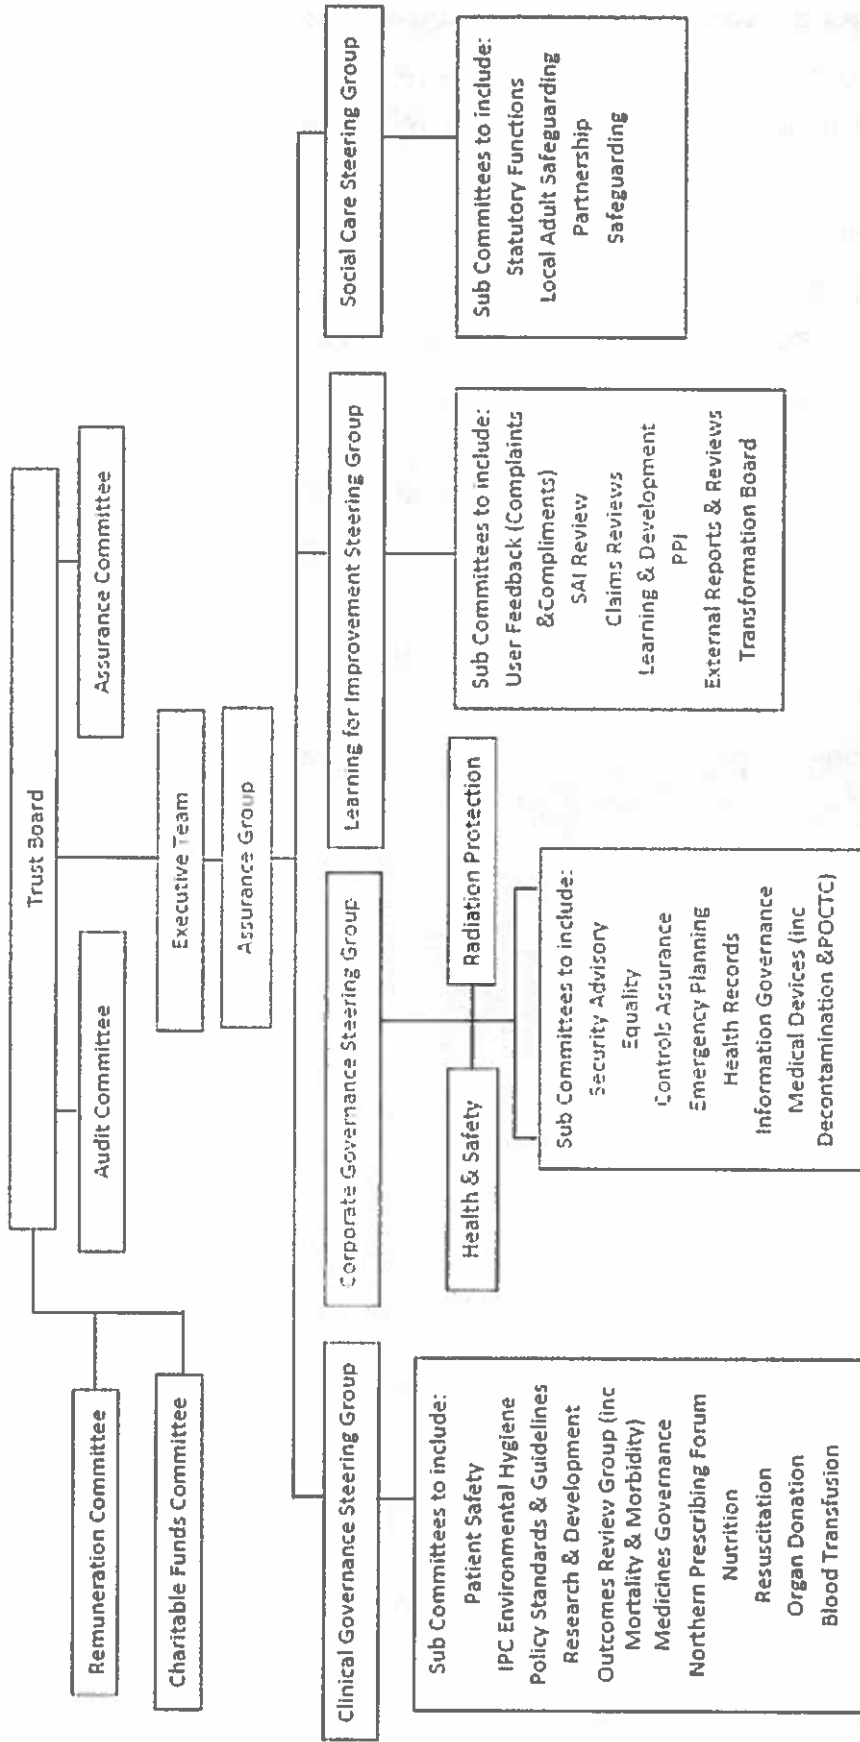 Trust Board
Remuneration Committee
Charitable Funds Committee
Audit Committee
Assurance Committee
Executive Team
Assurance Group
Clinical Governance Steering Group
Corporate Governance Steering Group
Learning for Improvement Steering Group
Social Care Steering Group
Sub Committees to include:
Patient Safety
IPC Environmental Hygiene
Policy Standards & Guidelines
Research & Development
Outcomes Review Group (inc
Mortality & Morbidity)
Medicines Governance
Northern Prescribing Forum
Nutrition
Resuscitation
Organ Donation
Blood Transfusion
Health & Safety
Radiation Protection
Sub Committees to include:
Security Advisory
Equality
Controls Assurance
Emergency Planning
Health Records
Information Governance
Medical Devices (inc
Decontamination &POCTC)
Sub Committees to include:
User Feedback (Complaints
&Compliments)
SAI Review
Claims Reviews
Learning & Development
PPI
External Reports & Reviews
Transformation Board
Sub Committees to include:
Statutory Functions
Local Adult Safeguarding
Partnership
Safeguarding